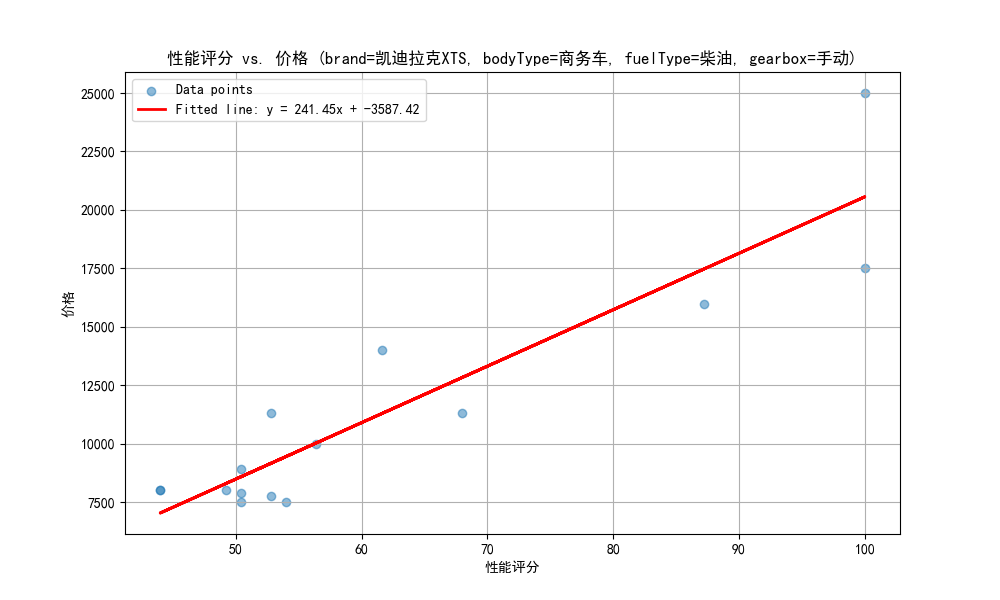 性能评分 vs. 价格 (brand=凯迪拉克XTS, bodyType=商务车, fuelType=柴油, gearbox=手动)
Data points
Fitted line: y = 241.45x + -3587.42
25000
22500
20000
17500
15000
12500
10000
7500
价格
50 60 70 80 90 100
性能评分